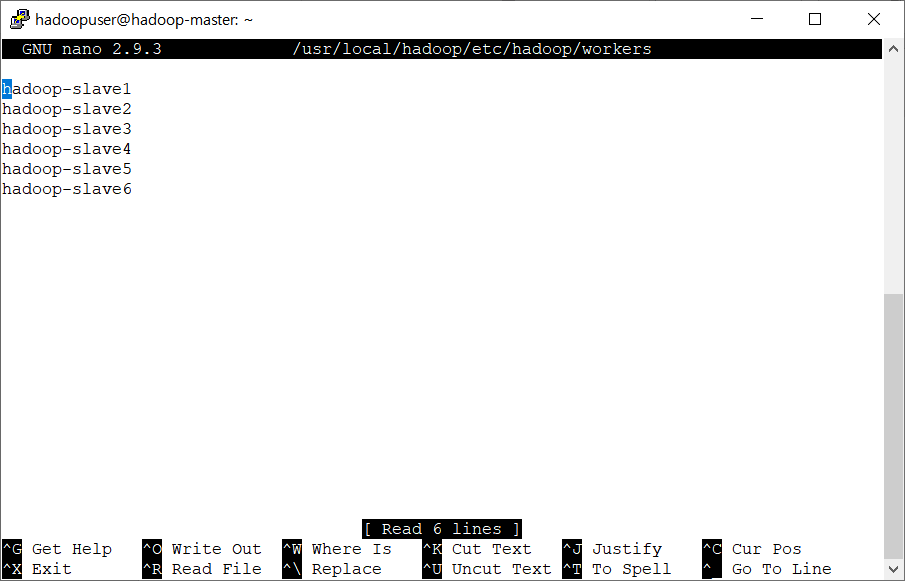 hadoopuser@hadoop-master: ~
GNU nano 2.9.3 /usr/local/hadoop/etc/hadoop/workers
hadoop-slave1
hadoop-slave2
hadoop-slave3
hadoop-slave4
hadoop-slave5
hadoop-slave6
[ Read 6 lines ]
^G Get Help ^O Write Out ^W Where Is ^K Cut Text ^J Justify ^C Cur Pos
^X Exit ^R Read File ^\ Replace ^U Uncut Text ^T To Spell ^_ Go To Line